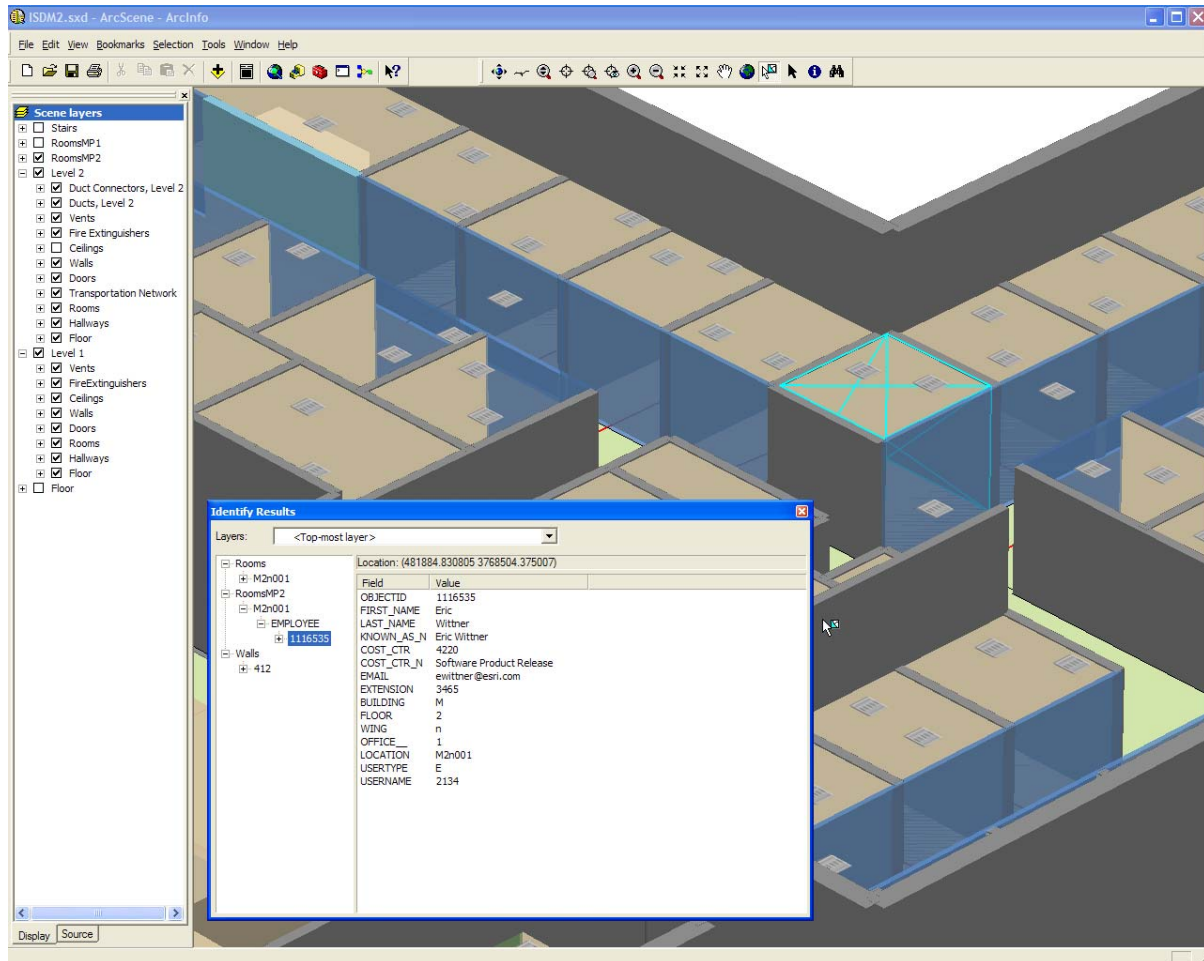 ISDM2.sxd - ArcScene - ArcInfo
File Edit View Bookmarks Selection Tools Window Help
Scene layers
Stairs
RoomsMP1
RoomsMP2
Level 2
Duct Connectors, Level 2
Ducts, Level 2
Vents
Fire Extinguishers
Ceilings
Walls
Doors
Transportation Network
Rooms
Hallways
Floor
Level 1
Vents
FireExtinguishers
Ceilings
Walls
Doors
Rooms
Hallways
Floor
Floor
Display Source
Identify Results
Layers: <Top-most layer>
Rooms
M2n001
RoomsMP2
M2n001
EMPLOYEE
1116535
Walls
412
Location: (481884.830805 3768504.375007)
Field Value
OBJECTID 1116535
FIRST_NAME Eric
LAST_NAME Wittner
KNOWN_AS_N Eric Wittner
COST_CTR 4220
COST_CTR_N Software Product Release
EMAIL ewittner@esri.com
EXTENSION 3465
BUILDING M
FLOOR 2
WING n
OFFICE__ 1
LOCATION M2n001
USERTYPE E
USERNAME 2134